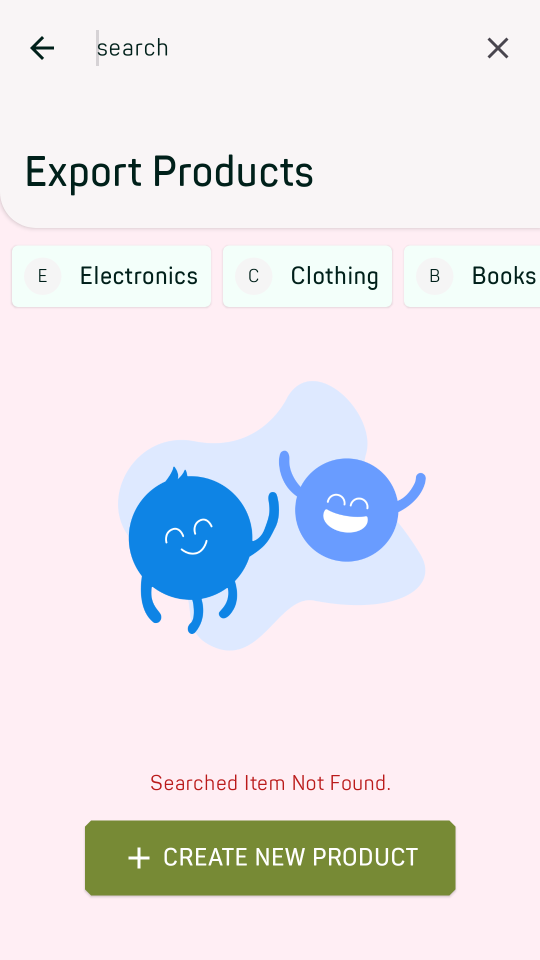 search
Export Products
E Electronics C Clothing B Books
Searched Item Not Found.
CREATE NEW PRODUCT